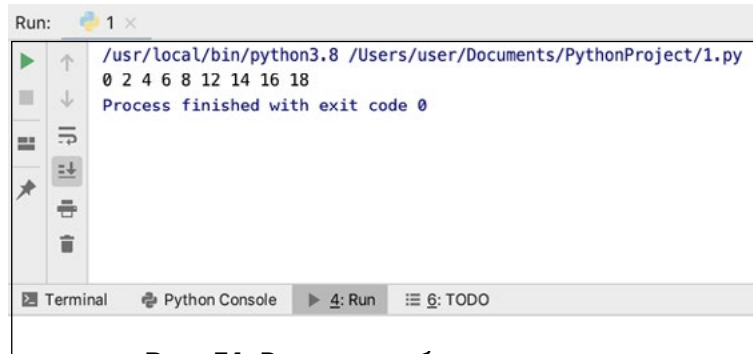 Run: 1 ×
/usr/local/bin/python3.8 /Users/user/Documents/PythonProject/1.py
0 2 4 6 8 12 14 16 18
Process finished with exit code 0
Terminal Python Console 4: Run 6: TODO